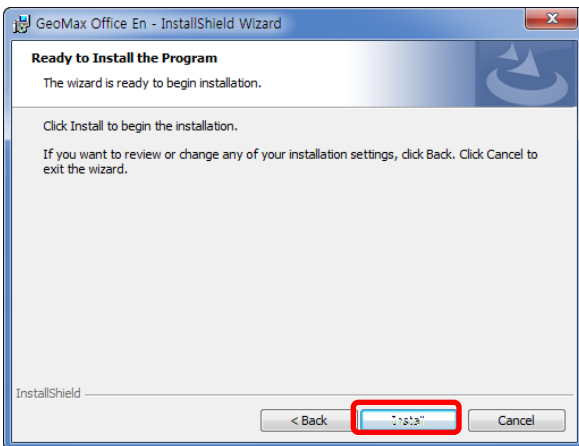 GeoMax Office En - InstallShield Wizard
Ready to Install the Program
The wizard is ready to begin installation.
Click Install to begin the installation.
If you want to review or change any of your installation settings, click Back. Click Cancel to
exit the wizard.
InstallShield
< Back Install Cancel